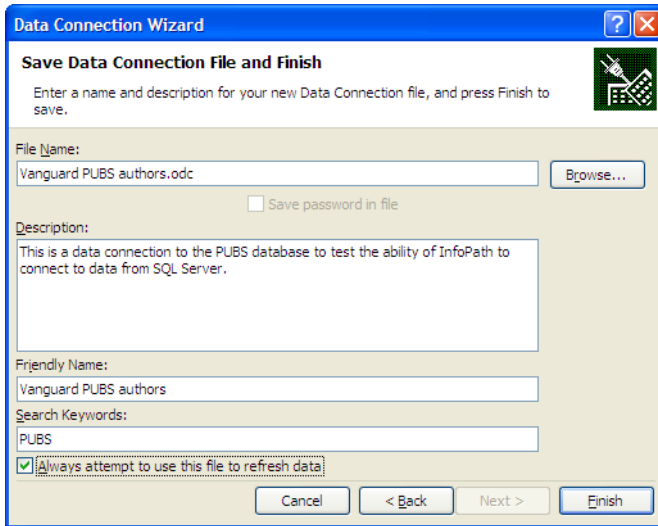 Data Connection Wizard
Save Data Connection File and Finish
Enter a name and description for your new Data Connection file, and press Finish to
save.
File Name:
Vanguard PUBS authors.odc
Browse...
Save password in file
Description:
This is a data connection to the PUBS database to test the ability of InfoPath to
connect to data from SQL Server.
Friendly Name:
Vanguard PUBS authors
Search Keywords:
PUBS
Always attempt to use this file to refresh data
Cancel
< Back
Next >
Finish